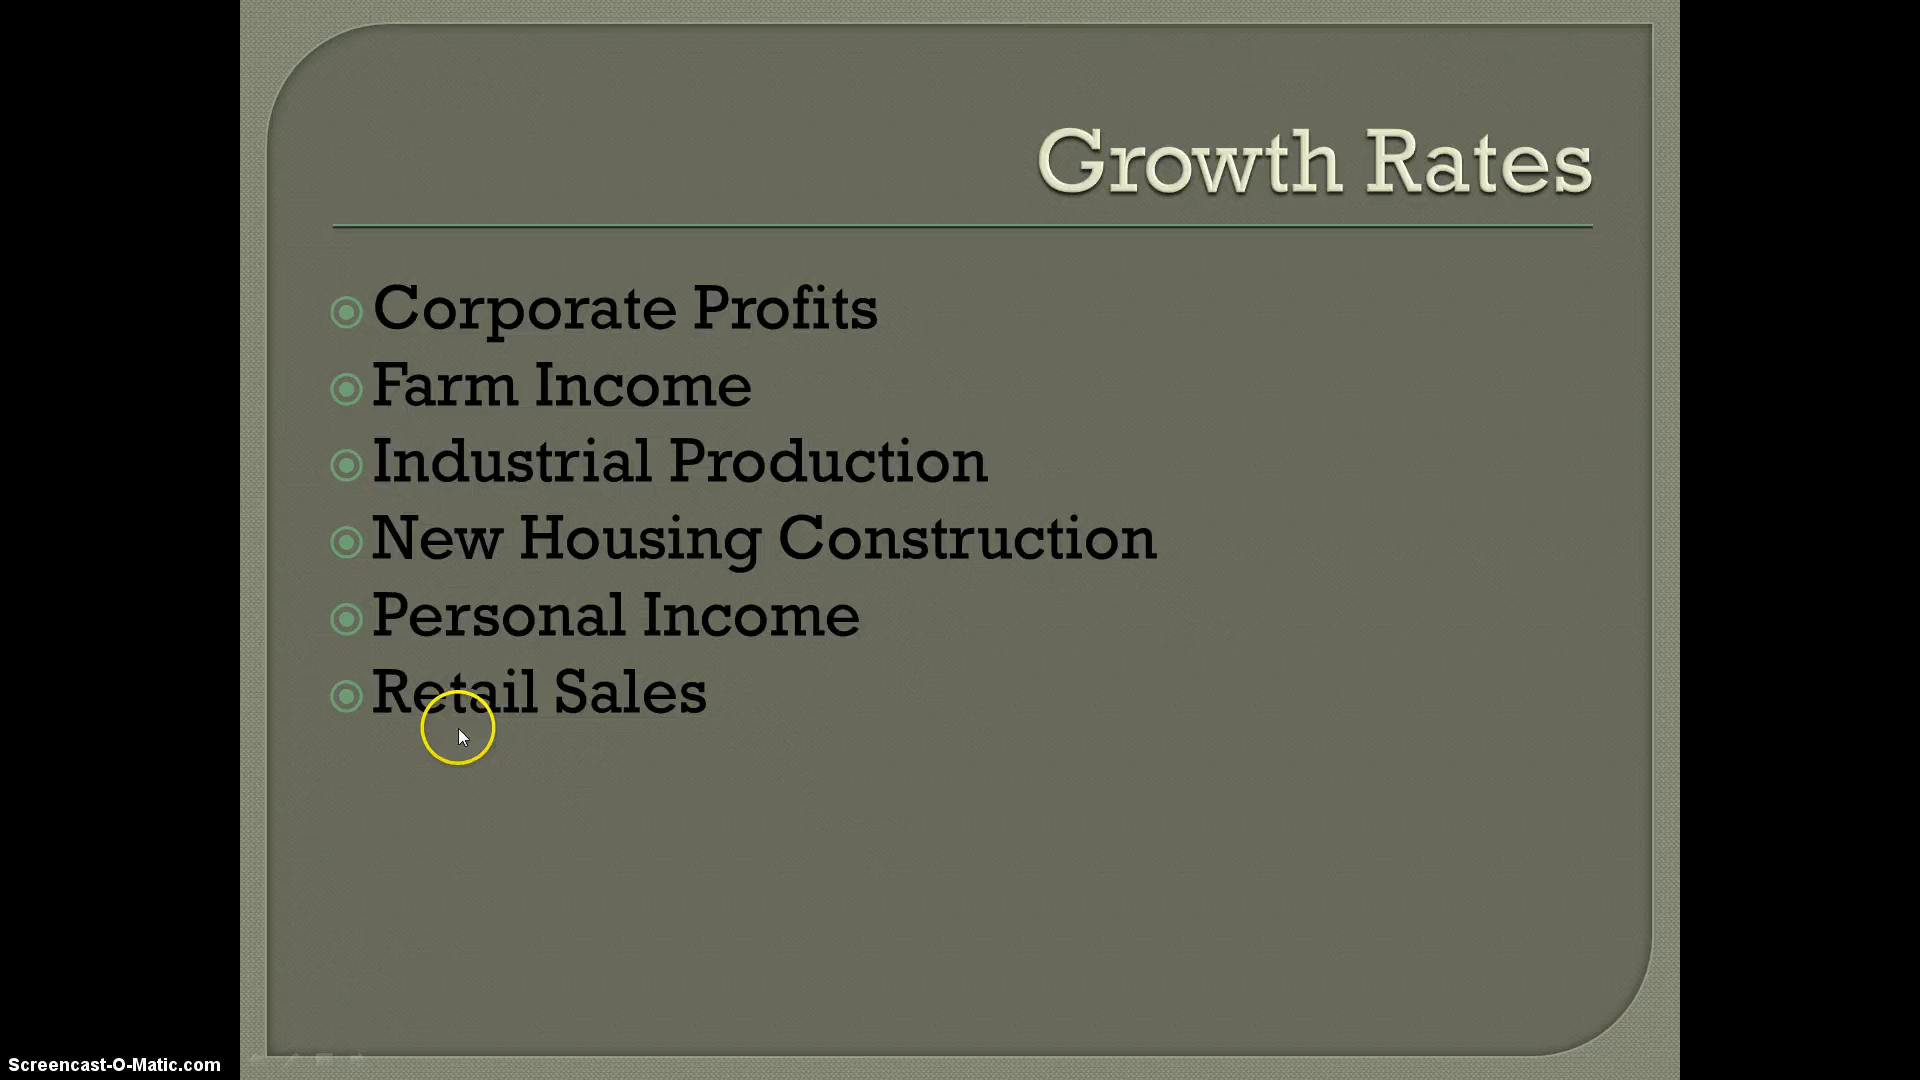 Growth Rates
Corporate Profits
Farm Income
Industrial Production
New Housing Construction
Personal Income
Retail Sales
Screencast-O-Matic.com